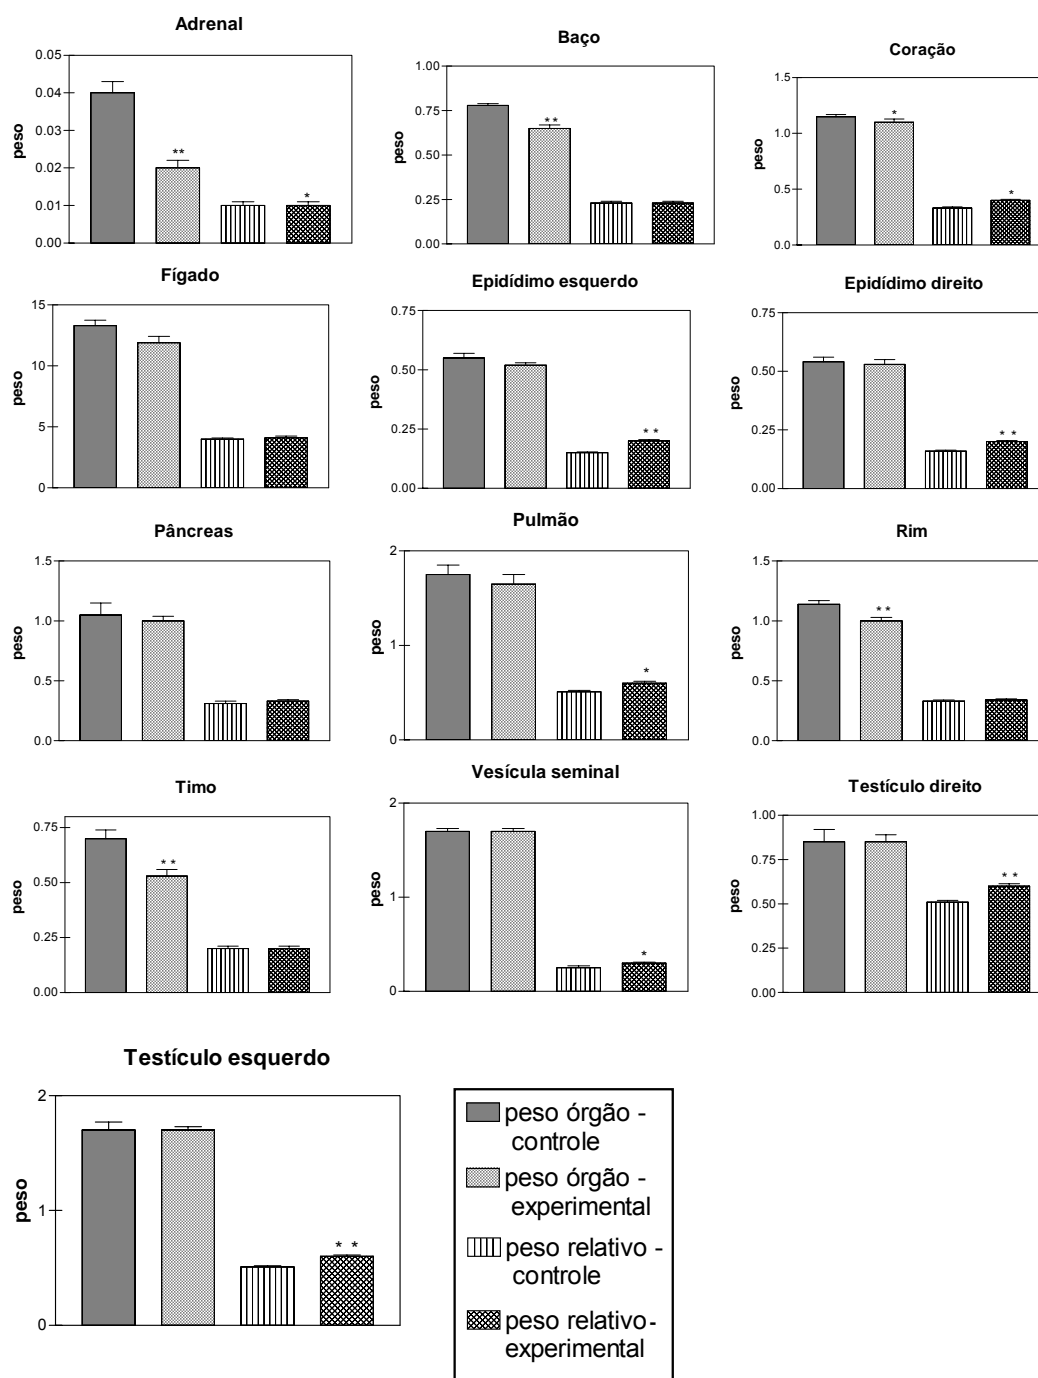 Adrenal
0.05
0.04
0.03
0.02
0.01
0.00
peso
**
*
Baço
1.00
0.75
0.50
0.25
0.00
peso
**
Coração
1.5
1.0
0.5
0.0
peso
*
*
Fígado
15
10
5
0
peso
Epidídimo esquerdo
0.75
0.50
0.25
0.00
peso
**
Epidídimo direito
0.75
0.50
0.25
0.00
peso
**
Pâncreas
1.5
1.0
0.5
0.0
peso
Pulmão
2
1
0
peso
*
Rim
1.5
1.0
0.5
0.0
peso
**
Timo
0.75
0.50
0.25
0.00
peso
**
Vesícula seminal
2
1
0
peso
*
Testículo direito
1.00
0.75
0.50
0.25
0.00
peso
**
Testículo esquerdo
2
1
0
peso
**
peso órgão -
controle
peso órgão -
experimental
peso relativo -
controle
peso relativo-
experimental